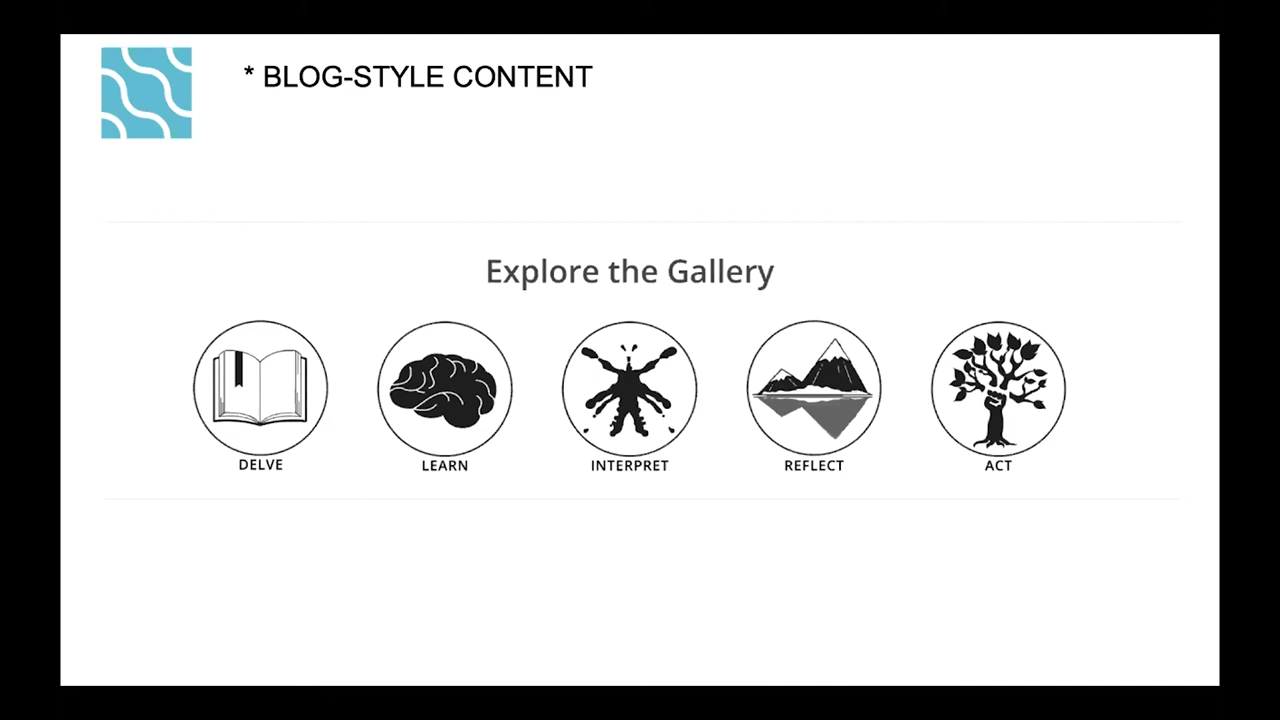 * BLOG-STYLE CONTENT
Explore the Gallery
DELVE
LEARN
INTERPRET
REFLECT
ACT